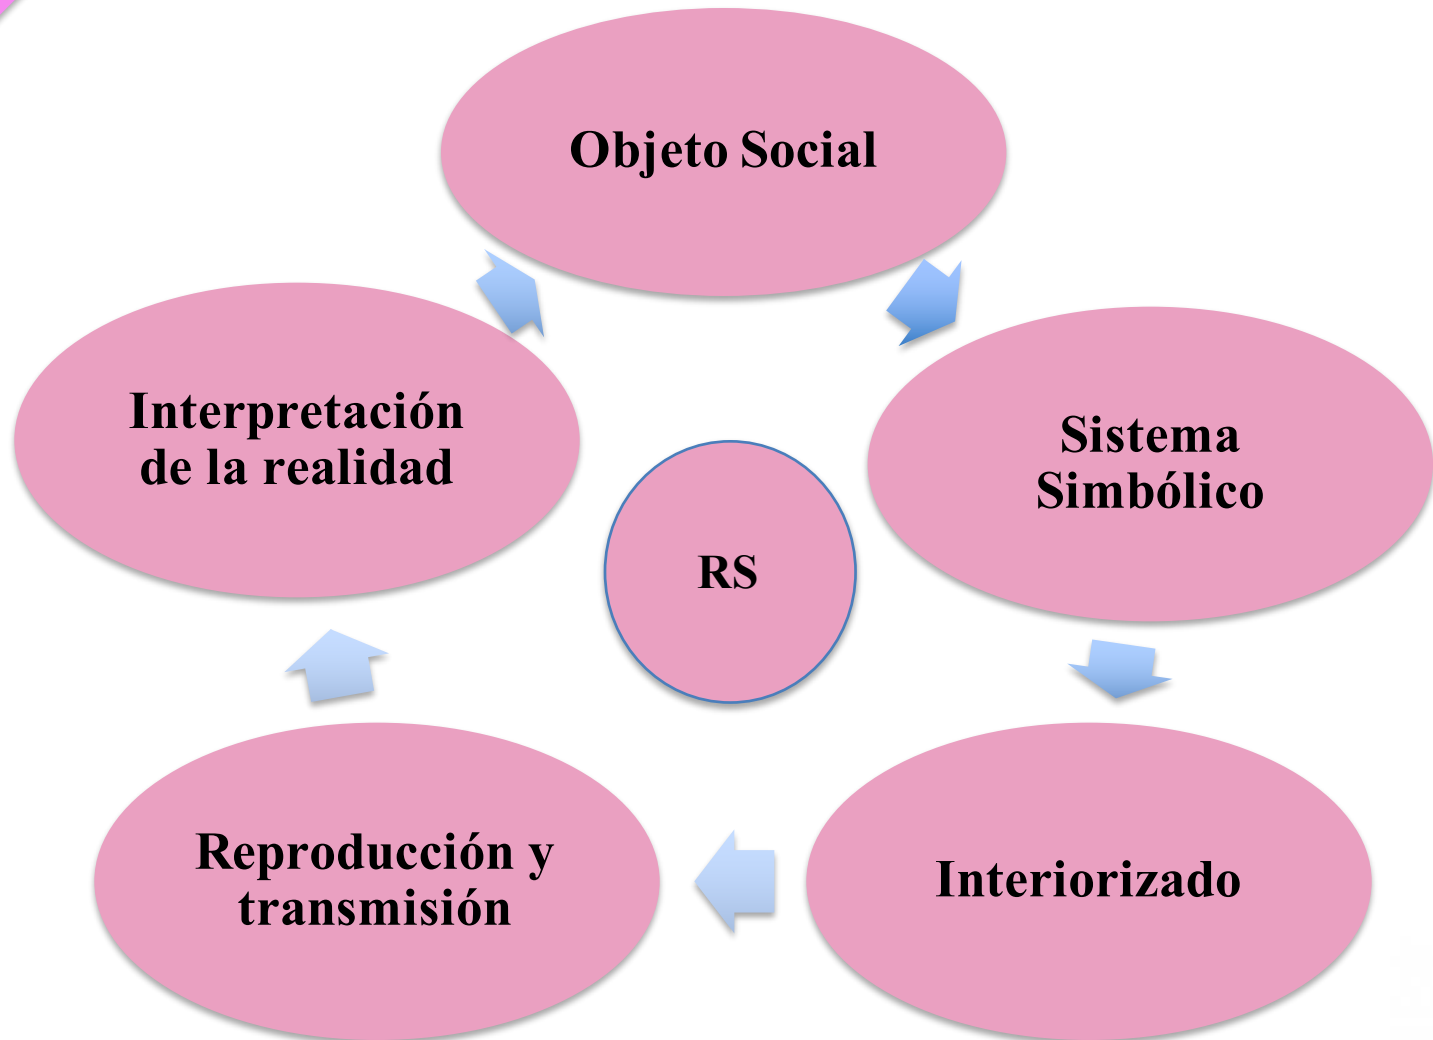 Objeto Social
Sistema
Simbólico
Interiorizado
Reproducción y
transmisión
Interpretación
de la realidad
RS